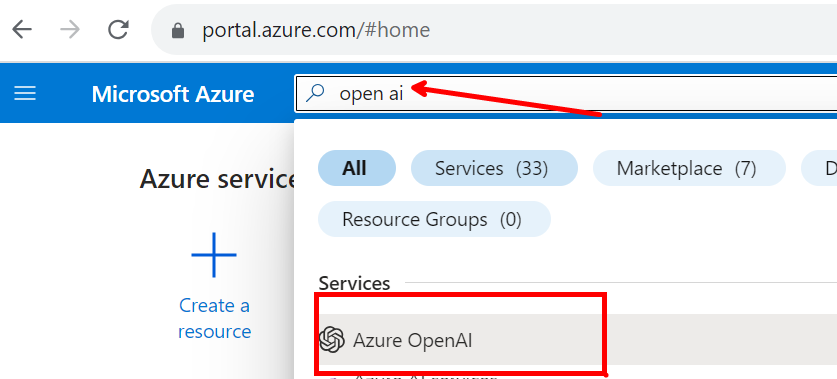 portal.azure.com/#home
Microsoft Azure
open ai
All Services (33) Marketplace (7) D
Resource Groups (0)
Azure service
Create a
resource
Services
Azure OpenAI